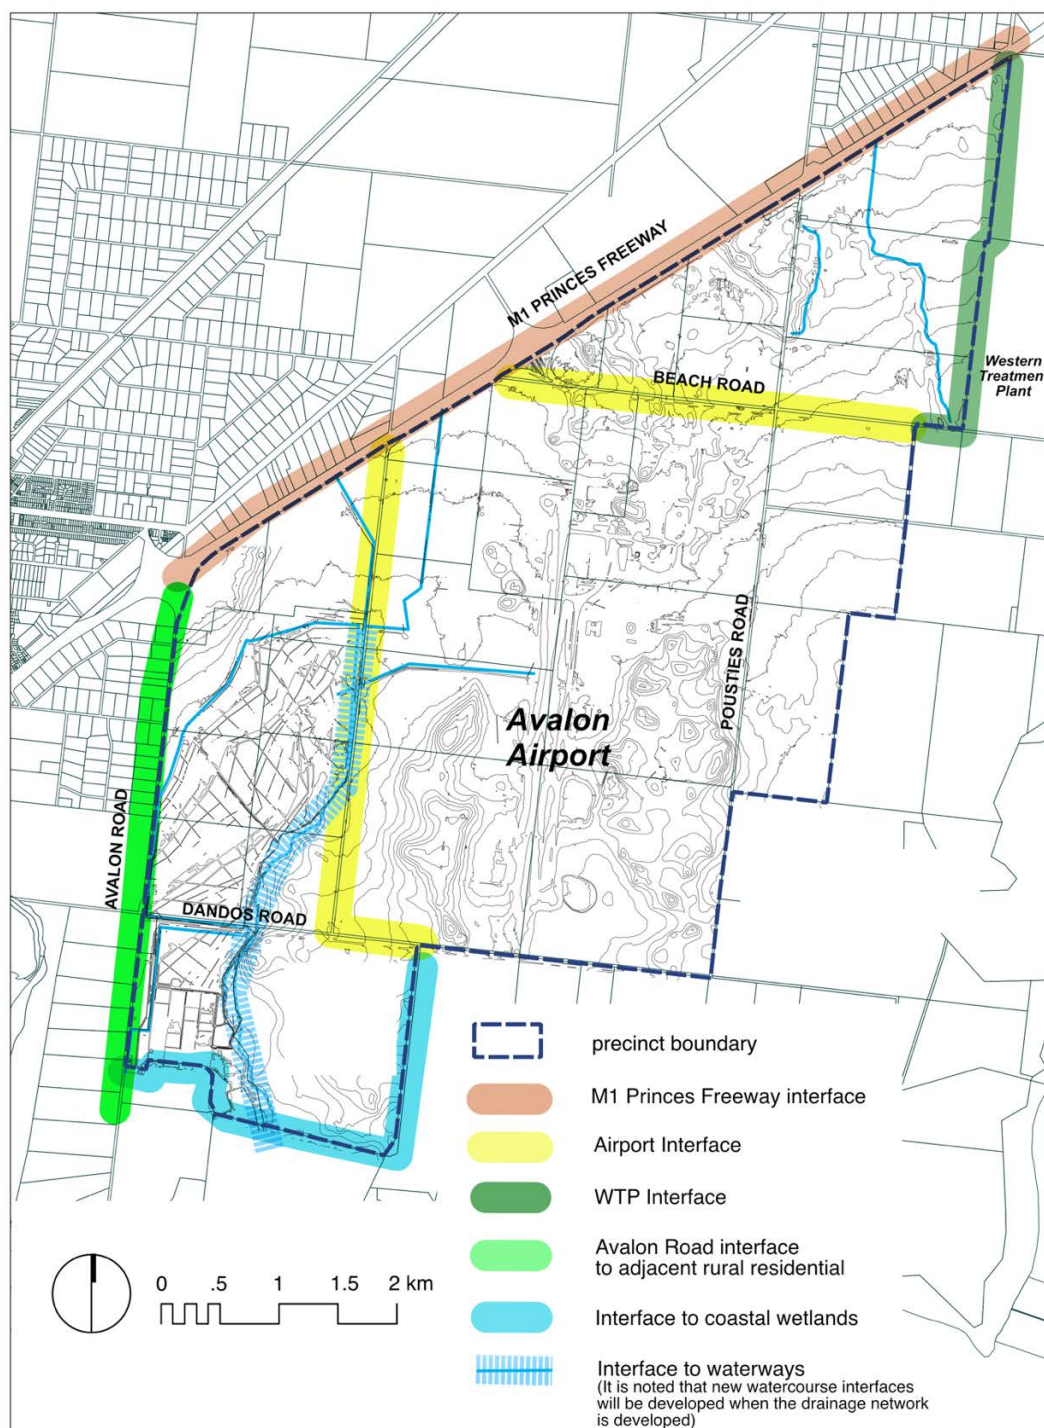 M1 PRINCES FREEWAY
BEACH ROAD
Western
Treatment
Plant
POUSTIES ROAD
Avalon
Airport
AVALON ROAD
DANDOS ROAD
precinct boundary
M1 Princes Freeway interface
Airport Interface
WTP Interface
Avalon Road interface
to adjacent rural residential
Interface to coastal wetlands
Interface to waterways
(It is noted that new watercourse interfaces
will be developed when the drainage network
is developed)
0 .5 1 1.5 2 km